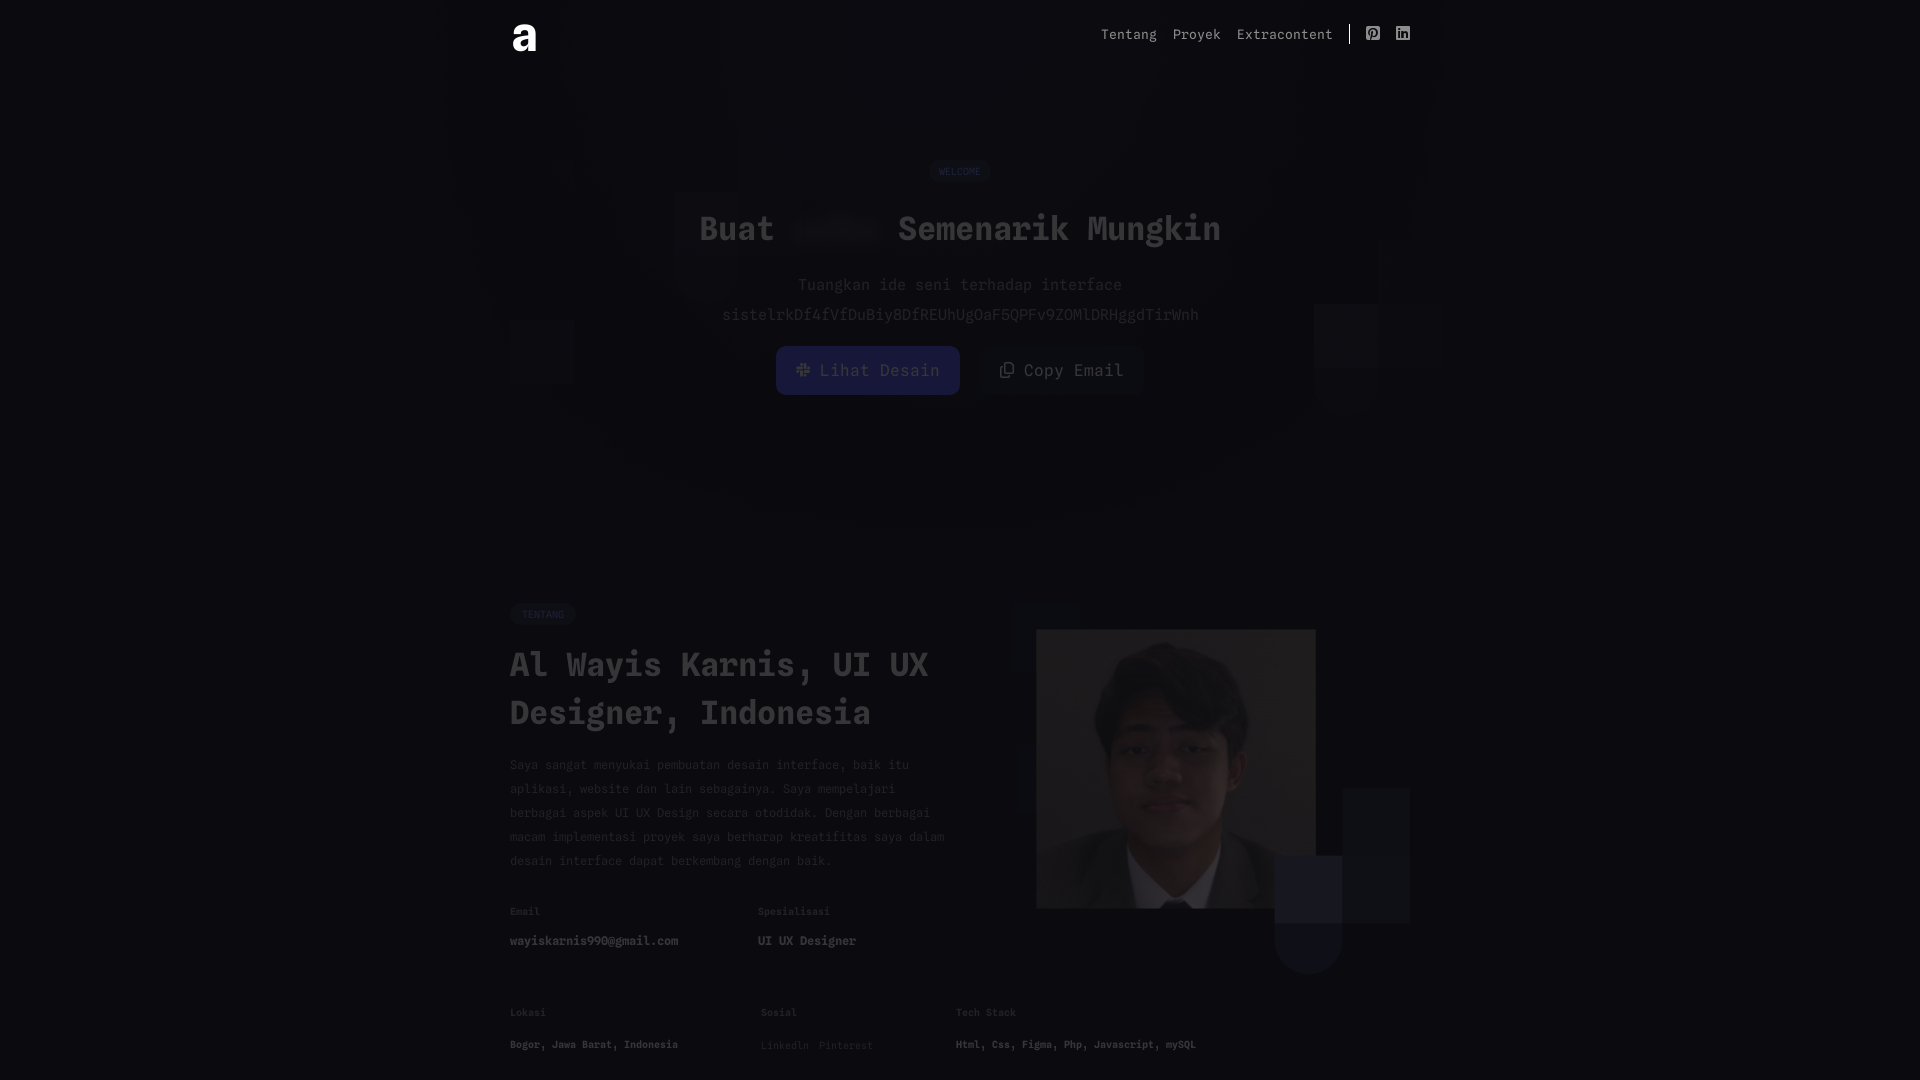 a
Tentang Proyek Extracontent
WELCOME
Buat Semenarik Mungkin
Tuangkan ide seni terhadap interface
sistelrkDf4fVfDuBiy8DfREUhUgOaF5QPFv9ZOMlDRHggdTirWnh
Lihat Desain Copy Email
TENTANG
Al Wayis Karnis, UI UX
Designer, Indonesia
Saya sangat menyukai pembuatan desain interface, baik itu
aplikasi, website dan lain sebagainya. Saya mempelajari
berbagai aspek UI UX Design secara otodidak. Dengan berbagai
macam implementasi proyek saya berharap kreatifitas saya dalam
desain interface dapat berkembang dengan baik.
Email Spesialisasi
wayiskarnis990@gmail.com UI UX Designer
Lokasi Sosial Tech Stack
Bogor, Jawa Barat, Indonesia Linkedln Pinterest Html, Css, Figma, Php, Javascript, mySQL